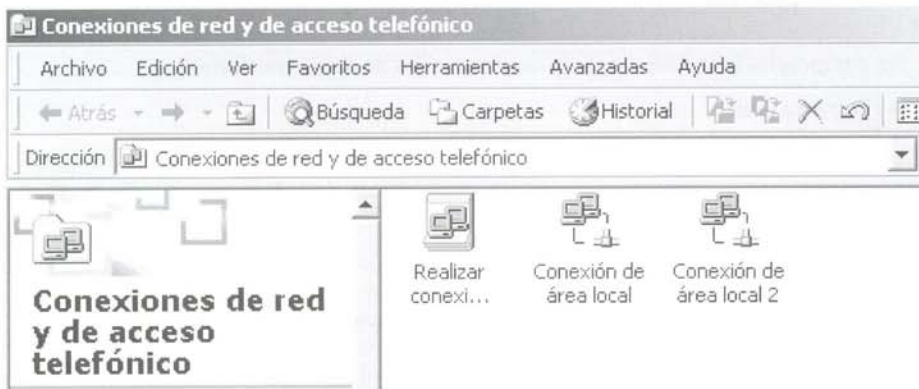 Conexiones de red y de acceso telefónico
Archivo Edición Ver Favoritos Herramientas Avanzadas Ayuda
Atrás Búsqueda Carpetas Historial
Dirección Conexiones de red y de acceso telefónico
Conexiones de red
y de acceso
telefónico
Realizar
conexi...
Conexión de
área local
Conexión de
área local 2